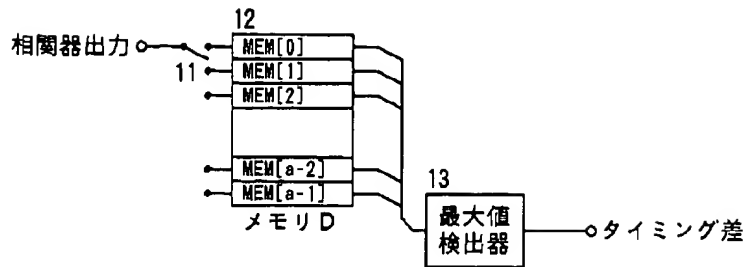 12
相関器出力
11
MEM[0]
MEM[1]
MEM[2]
MEM[a-2]
MEM[a-1]
メモリD
13
最大値
検出器
タイミング差